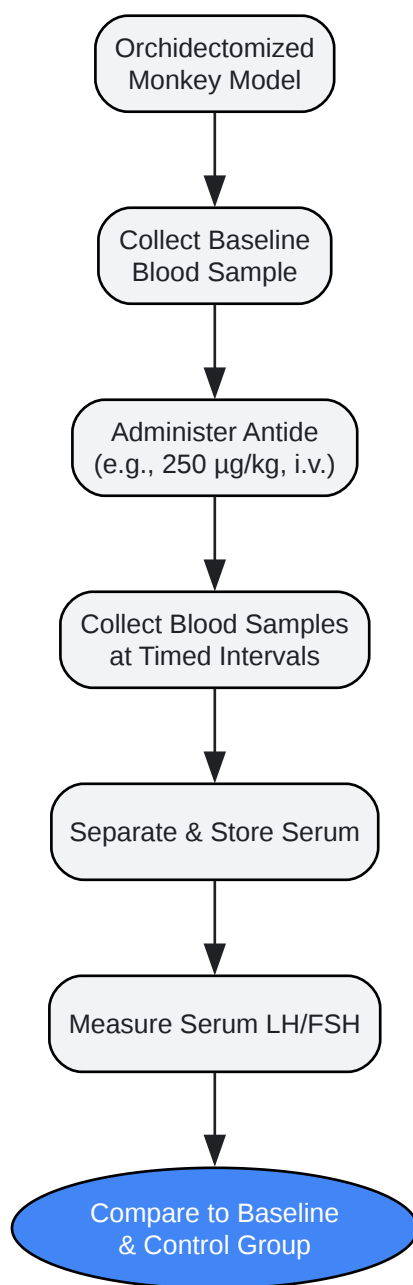 Orchidectomized
Monkey Model
Collect Baseline
Blood Sample
Administer Antide
(e.g., 250 µg/kg, i.v.)
Collect Blood Samples
at Timed Intervals
Separate & Store Serum
Measure Serum LH/FSH
Compare to Baseline
& Control Group